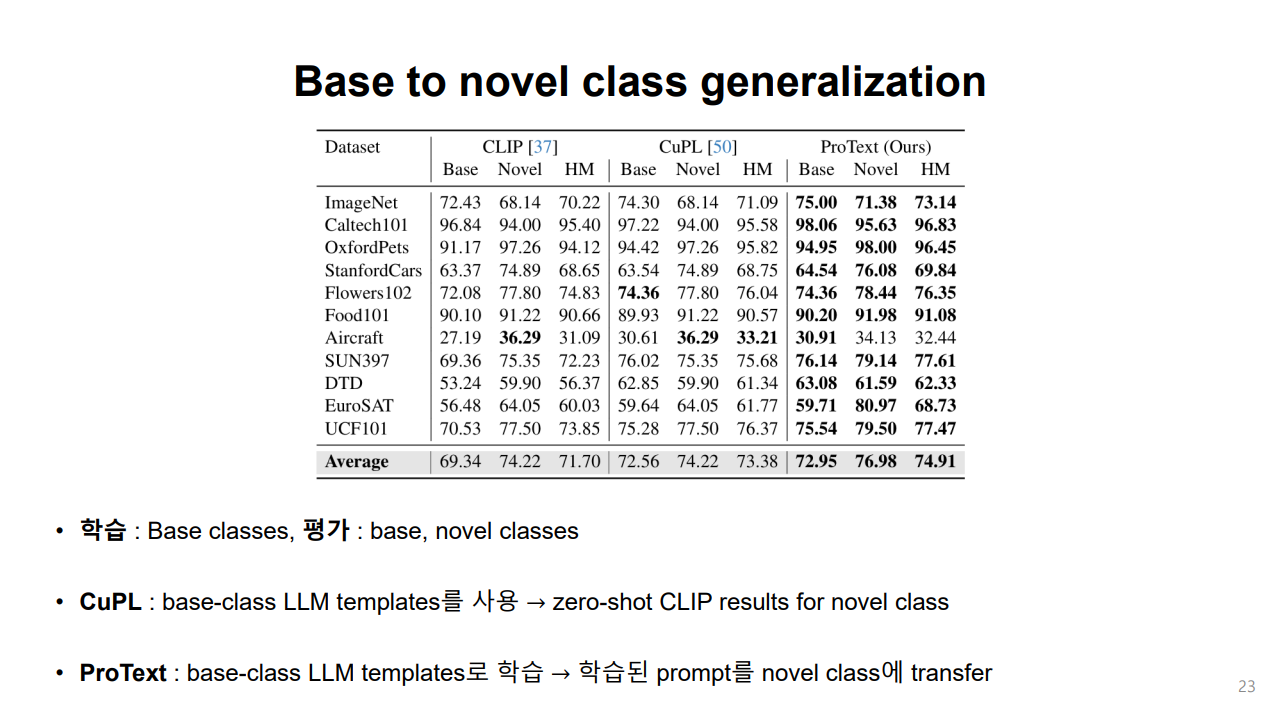 Base to novel class generalization
Dataset CLIP [37] CuPL [50] ProText (Ours)
Base Novel HM Base Novel HM Base Novel HM
ImageNet 72.43 68.14 70.22 74.30 68.14 71.09 75.00 71.38 73.14
Caltech101 96.84 94.00 95.40 97.22 94.00 95.58 98.06 95.63 96.83
OxfordPets 91.17 97.26 94.12 94.42 97.26 95.82 94.95 98.00 96.45
StanfordCars 63.37 74.89 68.65 63.54 74.89 68.75 64.54 76.08 69.84
Flowers102 72.08 77.80 74.83 74.36 77.80 76.04 74.36 78.44 76.35
Food101 90.10 91.22 90.66 89.93 91.22 90.57 90.20 91.98 91.08
Aircraft 27.19 36.29 31.09 30.61 36.29 33.21 30.91 34.13 32.44
SUN397 69.36 75.35 72.23 76.02 75.35 75.68 76.14 79.14 77.61
DTD 53.24 59.90 56.37 62.85 59.90 61.34 63.08 61.59 62.33
EuroSAT 56.48 64.05 60.03 59.64 64.05 61.77 59.71 80.97 68.73
UCF101 70.53 77.50 73.85 75.28 77.50 76.37 75.54 79.50 77.47
Average 69.34 74.22 71.70 72.56 74.22 73.38 72.95 76.98 74.91
• 학습 : Base classes, 평가 : base, novel classes
• CuPL : base-class LLM templates를 사용 → zero-shot CLIP results for novel class
• ProText : base-class LLM templates로 학습 → 학습된 prompt를 novel class에 transfer
23